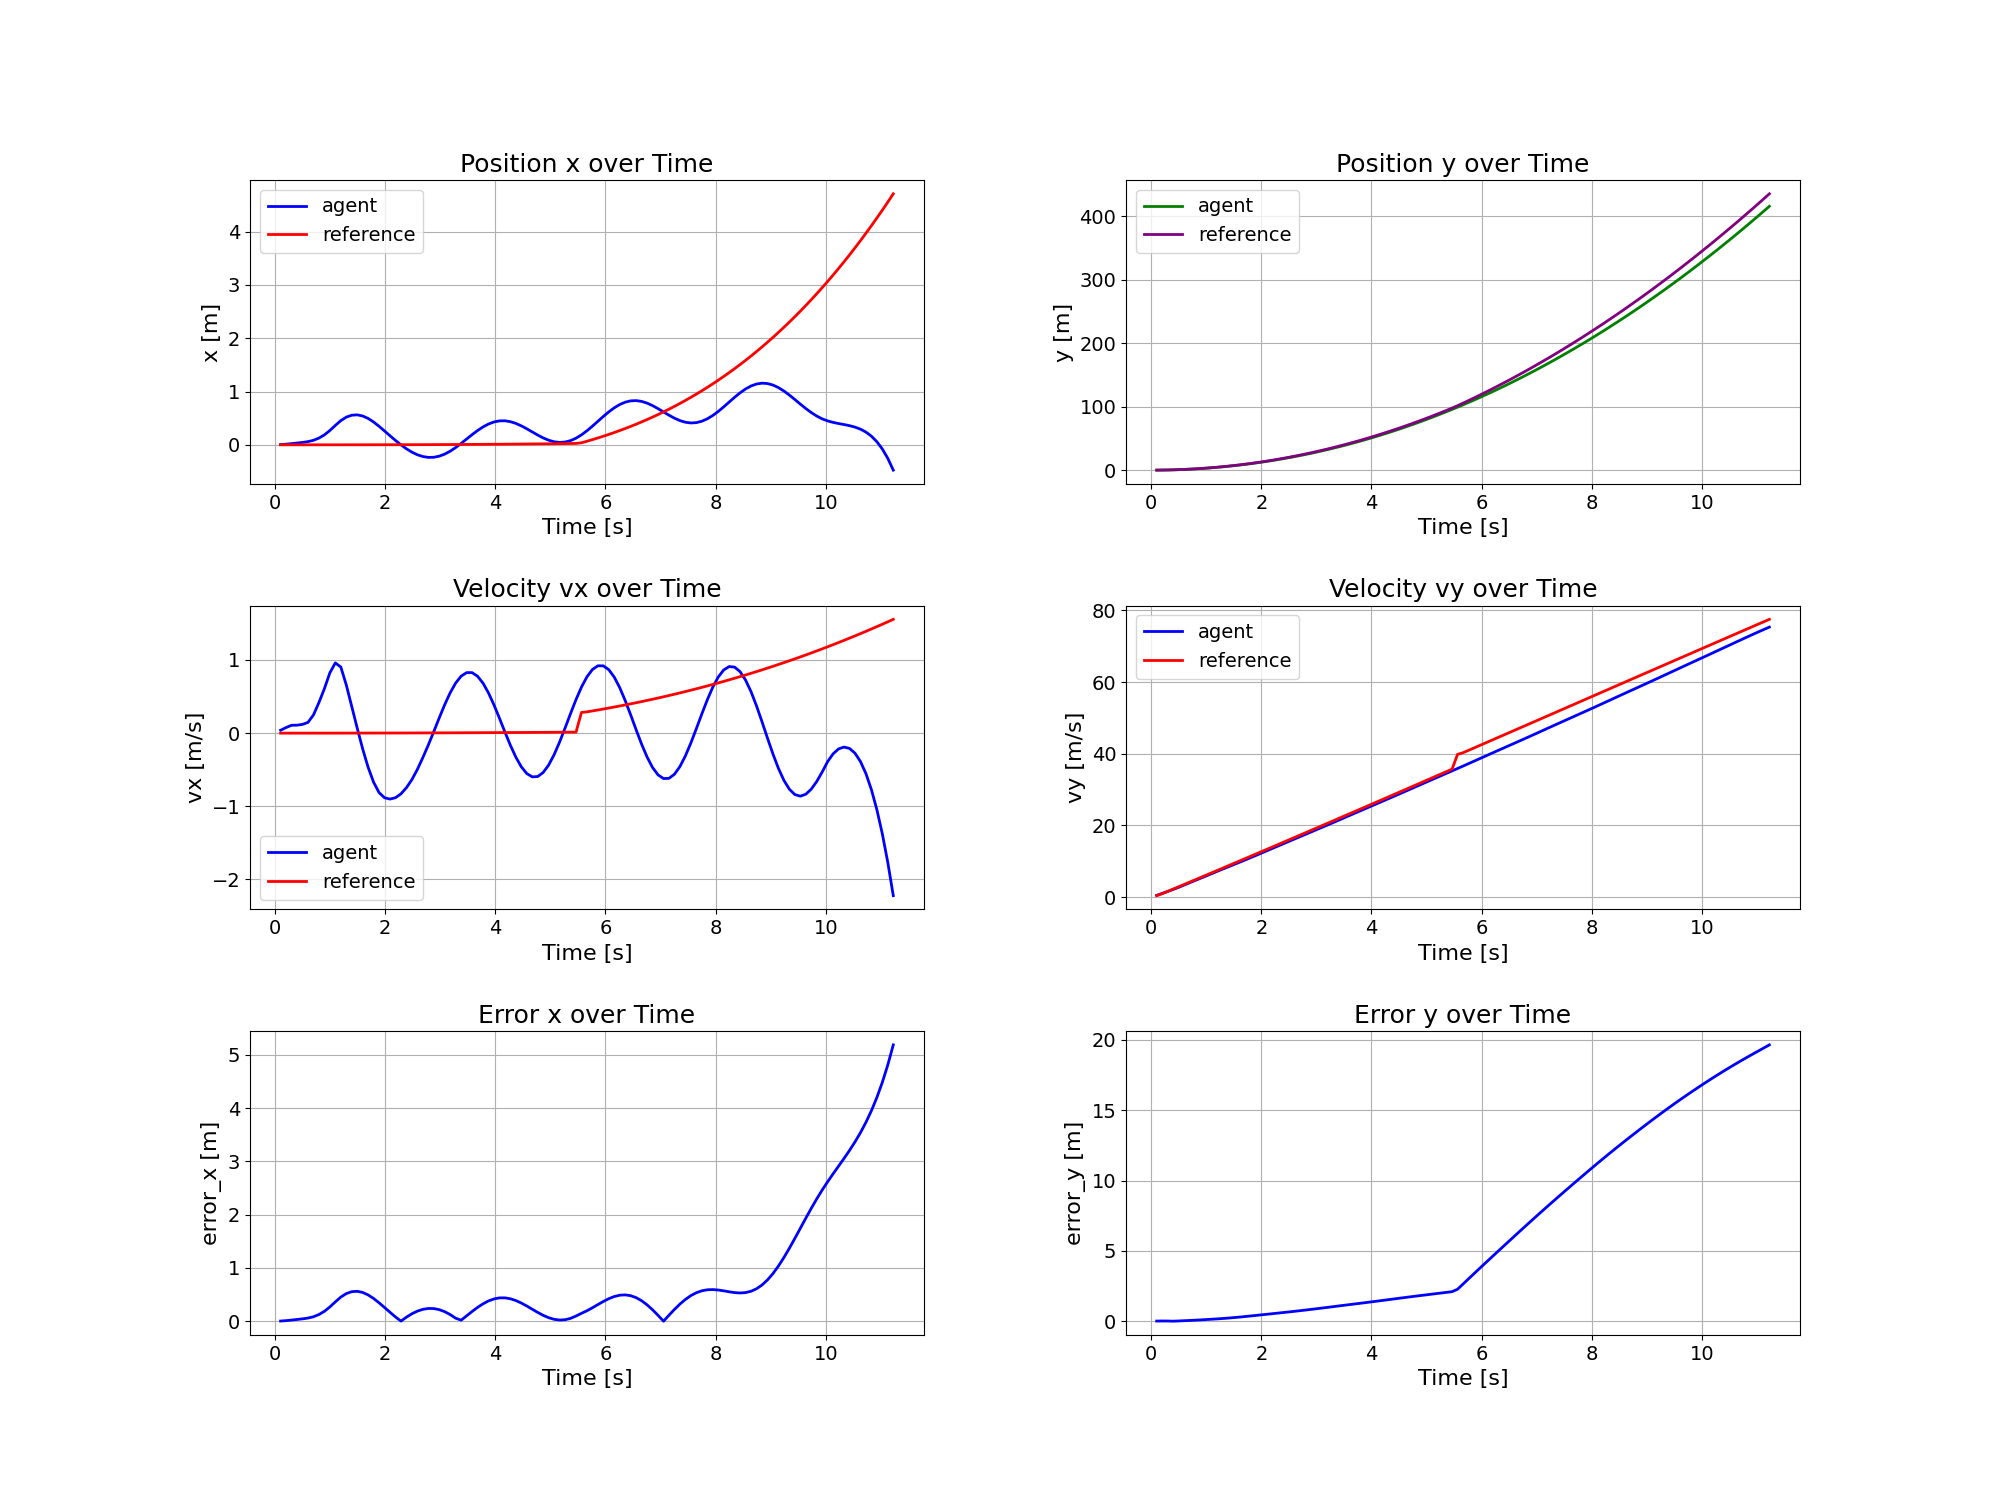 Position x over Time
agent
reference
x [m]
4
3
2
1
0
0 2 4 6 8 10
Time [s]
Position y over Time
agent
reference
y [m]
400
300
200
100
0
0 2 4 6 8 10
Time [s]
Velocity vx over Time
vx [m/s]
1
0
−1
−2
agent
reference
0 2 4 6 8 10
Time [s]
Velocity vy over Time
agent
reference
vy [m/s]
80
60
40
20
0
0 2 4 6 8 10
Time [s]
Error x over Time
error_x [m]
5
4
3
2
1
0
0 2 4 6 8 10
Time [s]
Error y over Time
error_y [m]
20
15
10
5
0
0 2 4 6 8 10
Time [s]